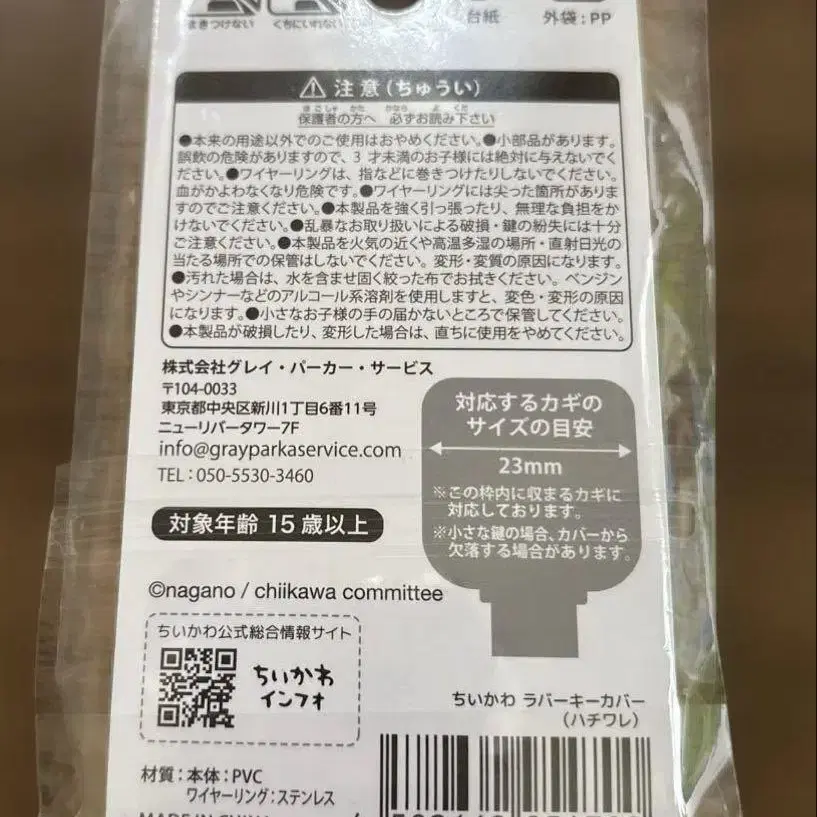 まきつけない くちにいれない 台紙 外袋：PP
注意（ちゅうい）
保護者の方へ 必ずお読み下さい
●本来の用途以外でのご使用はおやめください。●小部品があります。
誤飲の危険がありますので、3 才未満のお子様には絶対に与えないでく
ださい。●ワイヤーリングは、指などに巻きつけたりしないでください。
血がかよわなくなり危険です。●ワイヤーリングには尖った箇所がありま
すのでご注意ください。●本製品を強く引っ張ったり、無理な負担をか
けないでください。●乱暴なお取り扱いによる破損・鍵の紛失には十分
ご注意ください。●本製品を火気の近くや高温多湿の場所・直射日光の
当たる場所での保管はしないでください。変形・変質の原因になります。
●汚れた場合は、水を含ませ固く絞った布でお拭きください。ベンジン
やシンナーなどのアルコール系溶剤を使用しますと、変色・変形の原因
になります。●小さなお子様の手の届かないところで保管してください。
●本製品が破損したり、変形した場合は、直ちに使用をやめてください。
株式会社グレイ・パーカー・サービス
〒104-0033
東京都中央区新川1丁目6番11号
ニューリバータワー7F
info@grayparkaservice.com
TEL：050-5530-3460
対象年齢 15 歳以上
対応するカギの
サイズの目安
23mm
※この枠内に収まるカギに
対応しております。
※小さな鍵の場合、カバーから
欠落する場合があります。
©nagano / chiikawa committee
ちいかわ公式総合情報サイト
ちいかわ
インフォ
ちいかわ ラバーキーカバー
（ハチワレ）
材質：本体：PVC
ワイヤーリング：ステンレス
MADE IN CHINA